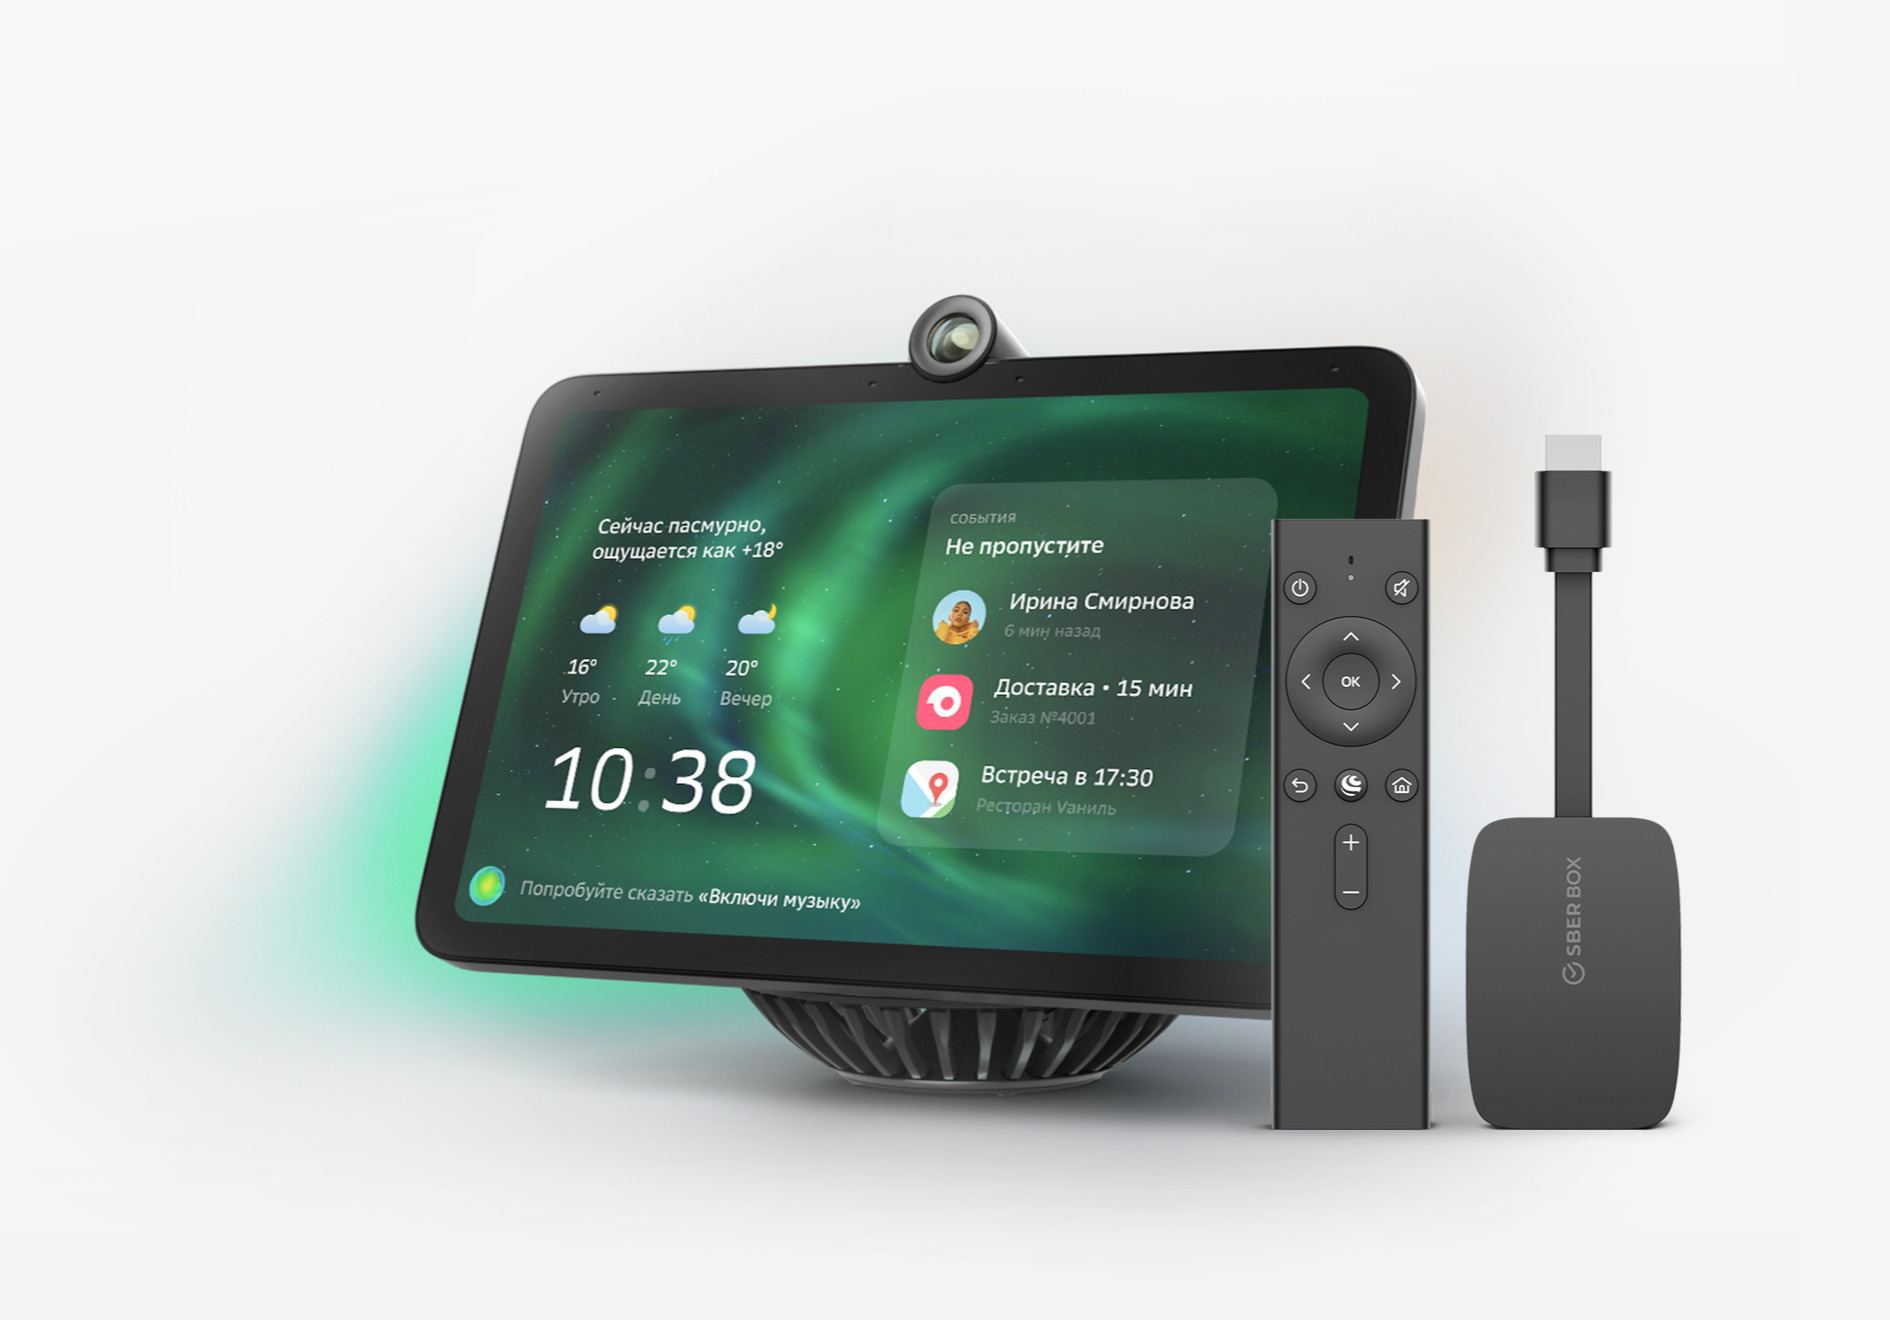 Сейчас пасмурно,
ощущается как +18°
16° 22° 20°
Утро День Вечер
10:38
Попробуйте сказать «Включи музыку»
СОБЫТИЯ
Не пропустите
Ирина Смирнова
6 мин назад
Доставка • 15 мин
Заказ №4001
Встреча в 17:30
Ресторан Vаниль
OK
SBER BOX